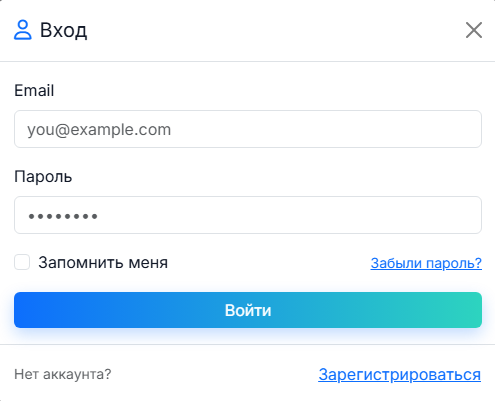 Вход
Email
you@example.com
Пароль
••••••••
Запомнить меня
Забыли пароль?
Войти
Нет аккаунта?
Зарегистрироваться